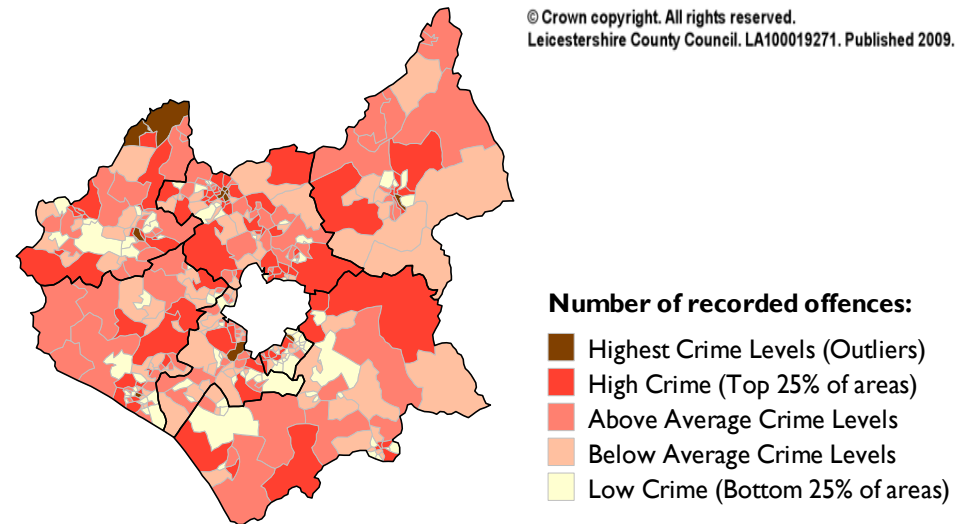 © Crown copyright. All rights reserved.
Leicestershire County Council. LA100019271. Published 2009.
Number of recorded offences:
Highest Crime Levels (Outliers)
High Crime (Top 25% of areas)
Above Average Crime Levels
Below Average Crime Levels
Low Crime (Bottom 25% of areas)